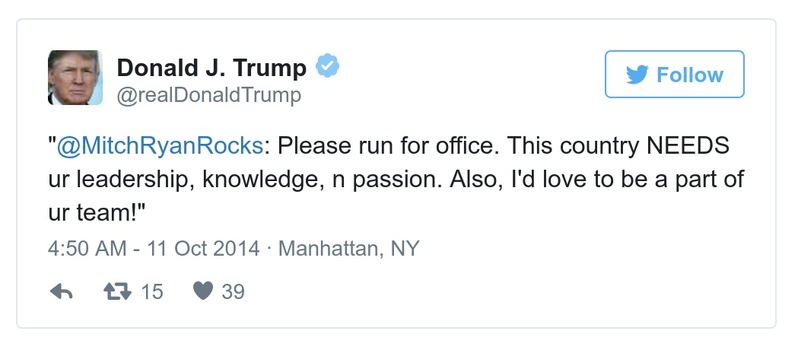 Donald J. Trump
@realDonaldTrump
Follow
"@MitchRyanRocks: Please run for office. This country NEEDS
ur leadership, knowledge, n passion. Also, I'd love to be a part of
ur team!"
4:50 AM - 11 Oct 2014 · Manhattan, NY
15 39